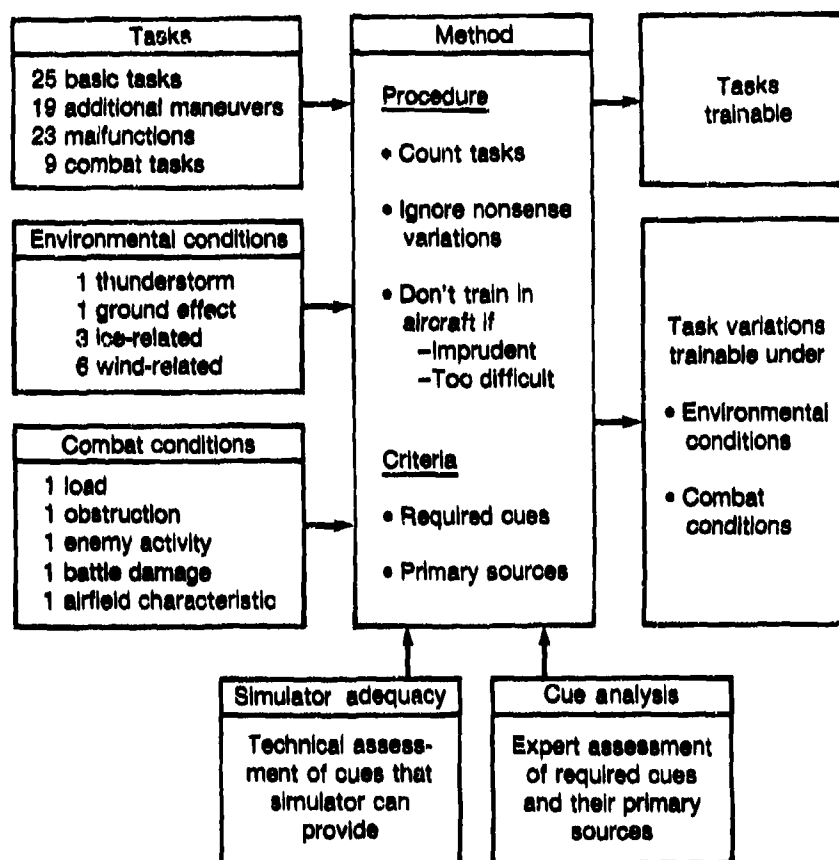 Tasks
25 basic tasks
19 additional maneuvers
23 malfunctions
9 combat tasks
Environmental conditions
1 thunderstorm
1 ground effect
3 ice-related
6 wind-related
Combat conditions
1 load
1 obstruction
1 enemy activity
1 battle damage
1 airfield characteristic
Method
Procedure
• Count tasks
• Ignore nonsense
variations
• Don't train in
aircraft if
–Imprudent
–Too difficult
Criteria
• Required cues
• Primary sources
Tasks
trainable
Task variations
trainable under
• Environmental
conditions
• Combat
conditions
Simulator adequacy
Technical assess-
ment of cues that
simulator can
provide
Cue analysis
Expert assessment
of required cues
and their primary
sources